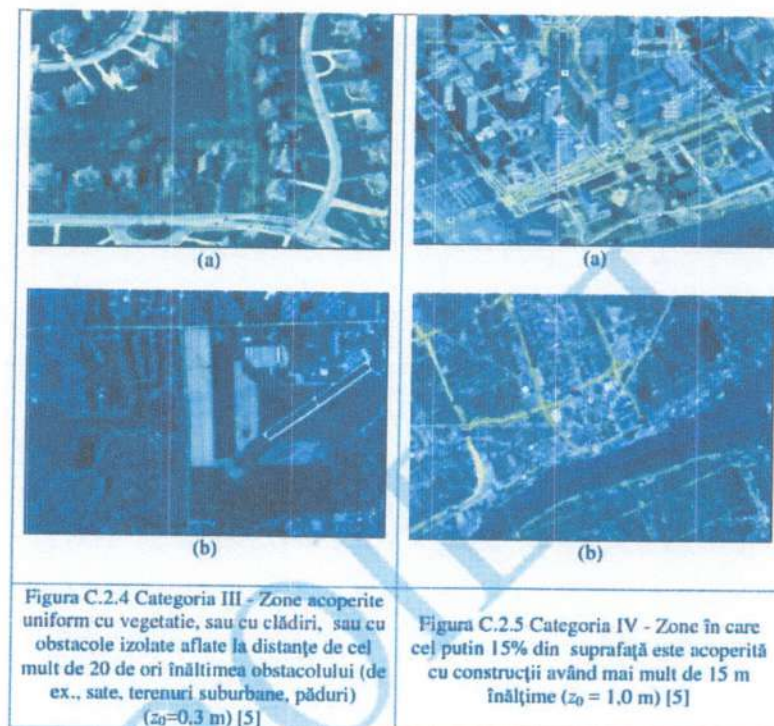 (a)
(a)
(b)
(b)
Figura C.2.4 Categoria III - Zone acoperite
uniform cu vegetatie, sau cu clădiri, sau cu
obstacole izolate aflate la distanțe de cel
mult de 20 de ori înăltimea obstacolului (de
ex., sate, terenuri suburbane, păduri)
(z0=0,3 m) [5]
Figura C.2.5 Categoria IV - Zone în care
cel putin 15% din suprafață este acoperită
cu construcții având mai mult de 15 m
înălțime (z0 = 1,0 m) [5]